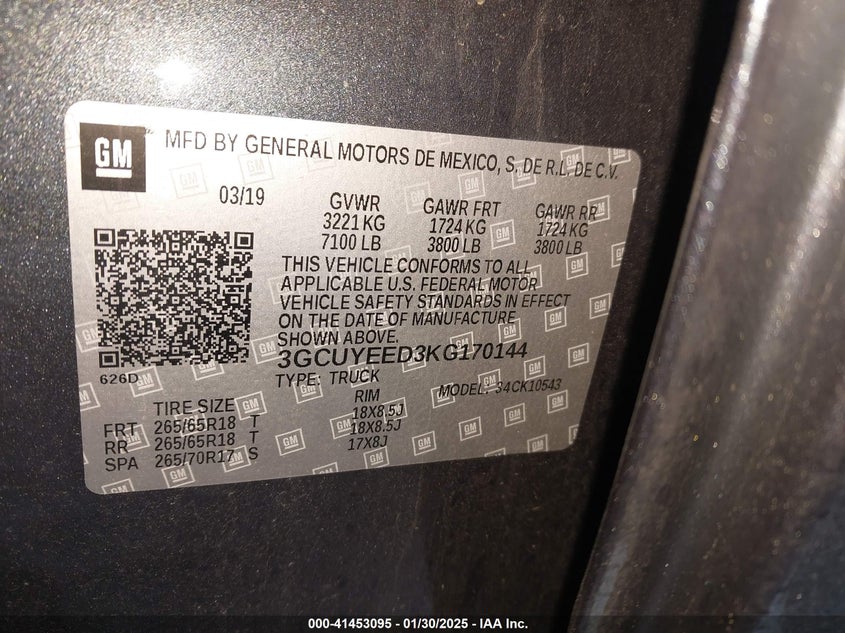 GM
MFD BY GENERAL MOTORS DE MEXICO, S. DE R.L. DE C.V.
03/19
GVWR
3221 KG
7100 LB
GAWR FRT
1724 KG
3800 LB
GAWR RR
1724 KG
3800 LB
THIS VEHICLE CONFORMS TO ALL
APPLICABLE U.S. FEDERAL MOTOR
VEHICLE SAFETY STANDARDS IN EFFECT
ON THE DATE OF MANUFACTURE
SHOWN ABOVE.
626D
3GCUYEED3KG170144
TYPE: TRUCK
MODEL: S4CK10543
TIRE SIZE
RIM
FRT 265/65R18 T 18X8.5J
RR 265/65R18 T 18X8.5J
SPA 265/70R17 S 17X8J
000-41453095 - 01/30/2025 - IAA Inc.